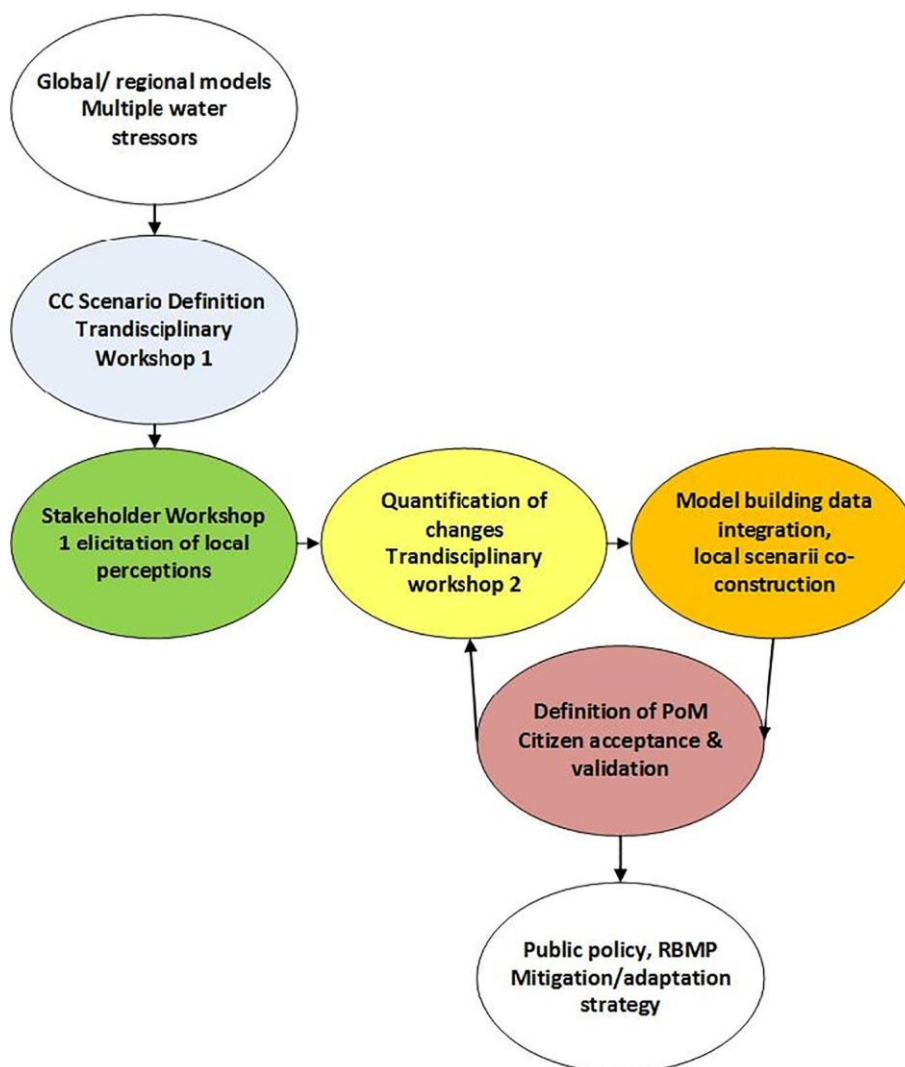 Global/ regional models
Multiple water
stressors
CC Scenario Definition
Trandisciplinary
Workshop 1
Stakeholder Workshop
1 elicitation of local
perceptions
Quantification of
changes
Trandisciplinary
workshop 2
Model building data
integration,
local scenarii co-
construction
Definition of PoM
Citizen acceptance &
validation
Public policy, RBMP
Mitigation/adaptation
strategy